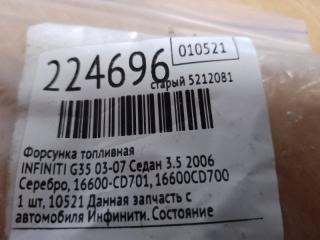 010521
224696
старый 5212081
Форсунка топливная
INFINITI G35 03-07 Седан 3.5 2006
Серебро, 16600-CD701, 16600CD700
1 шт, 10521 Данная запчасть с
автомобиля Инфинити. Состояние